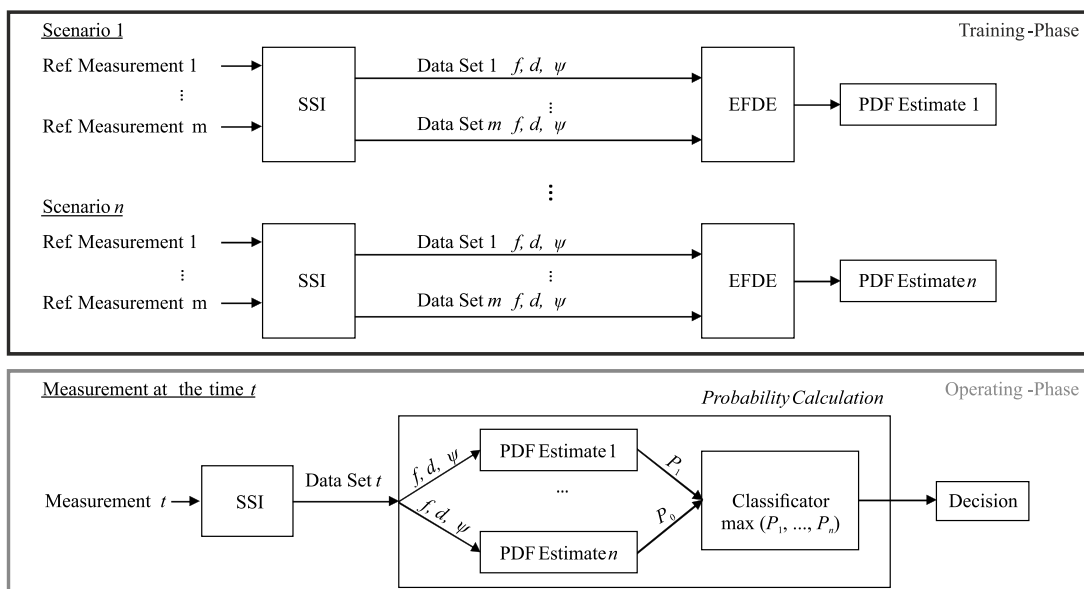 Scenario 1
Training-Phase
Ref. Measurement 1
...
Ref. Measurement m
SSI
Data Set 1 f, d, ψ
...
Data Set m f, d, ψ
EFDE
PDF Estimate 1
...
Scenario n
Ref. Measurement 1
...
Ref. Measurement m
SSI
Data Set 1 f, d, ψ
...
Data Set m f, d, ψ
EFDE
PDF Estimate n
Measurement at the time t
Operating-Phase
Probability Calculation
Measurement t
SSI
Data Set t
f, d, ψ
f, d, ψ
PDF Estimate 1
...
PDF Estimate n
P₁
P₀
Classificator
max (P₁, ..., Pₙ)
Decision